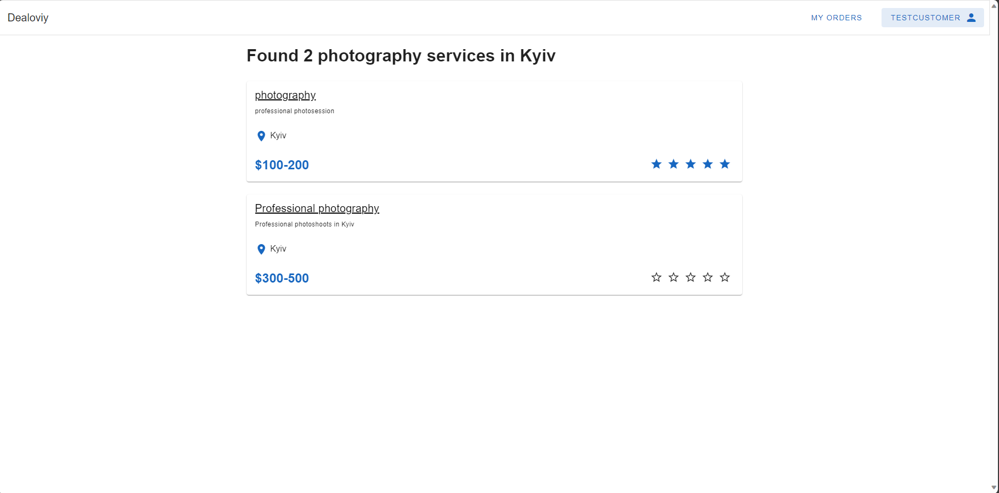 Dealoviy
MY ORDERS
TESTCUSTOMER
Found 2 photography services in Kyiv
photography
professional photosession
Kyiv
$100-200
Professional photography
Professional photoshoots in Kyiv
Kyiv
$300-500